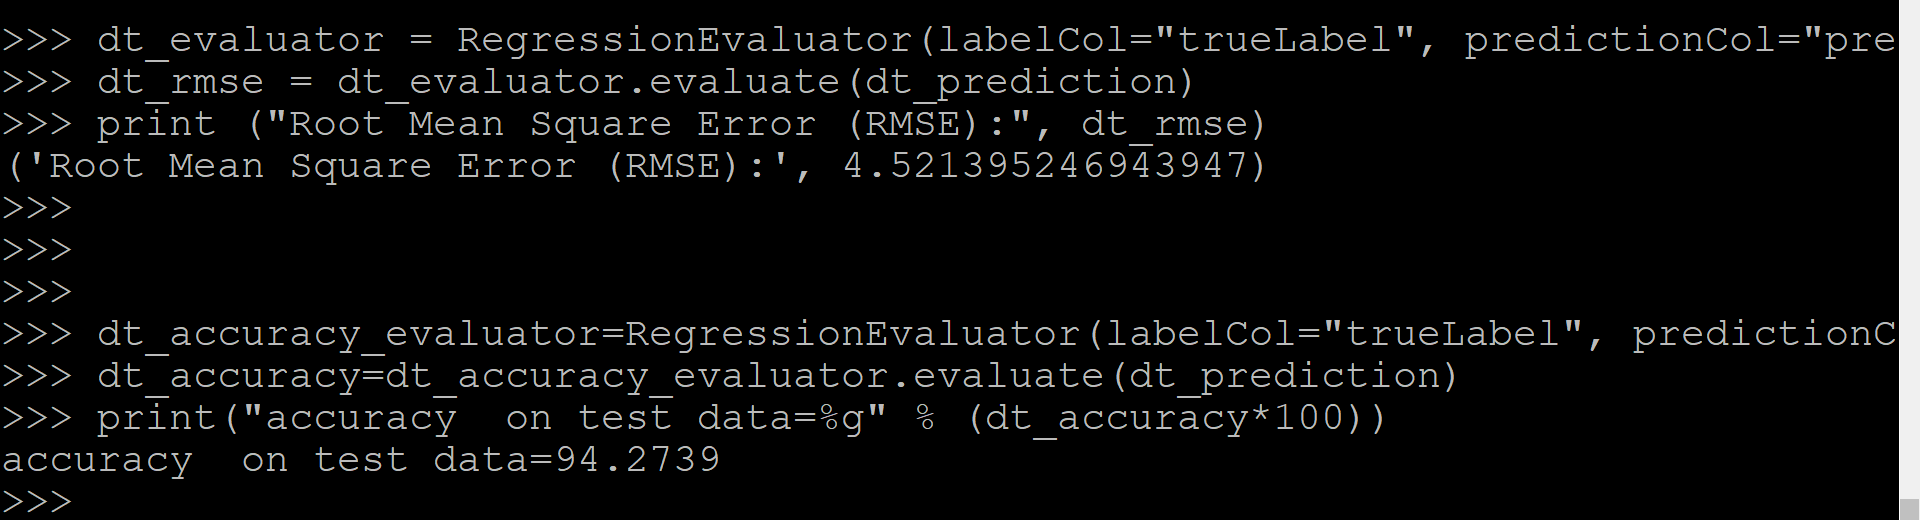 >>> dt_evaluator = RegressionEvaluator(labelCol="trueLabel", predictionCol="pre
>>> dt_rmse = dt_evaluator.evaluate(dt_prediction)
>>> print ("Root Mean Square Error (RMSE):", dt_rmse)
('Root Mean Square Error (RMSE):', 4.521395246943947)
>>>
>>>
>>>
>>> dt_accuracy_evaluator=RegressionEvaluator(labelCol="trueLabel", predictionC
>>> dt_accuracy=dt_accuracy_evaluator.evaluate(dt_prediction)
>>> print("accuracy  on test data=%g" % (dt_accuracy*100))
accuracy  on test data=94.2739
>>>